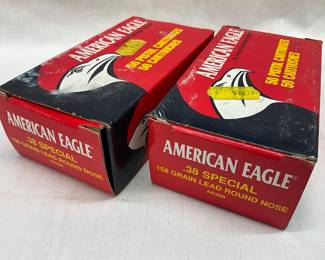 AMERICAN EAGLE
50 PISTOL CARTRIDGES
50 CARTOUCHES
AMERICAN EAGLE
.38 SPECIAL
158 GRAIN LEAD ROUND NOSE
AMERICAN EAGLE
50 PISTOL CARTRIDGES
50 CARTOUCHES
AMERICAN EAGLE
.38 SPECIAL
158 GRAIN LEAD ROUND NOSE
AE38B